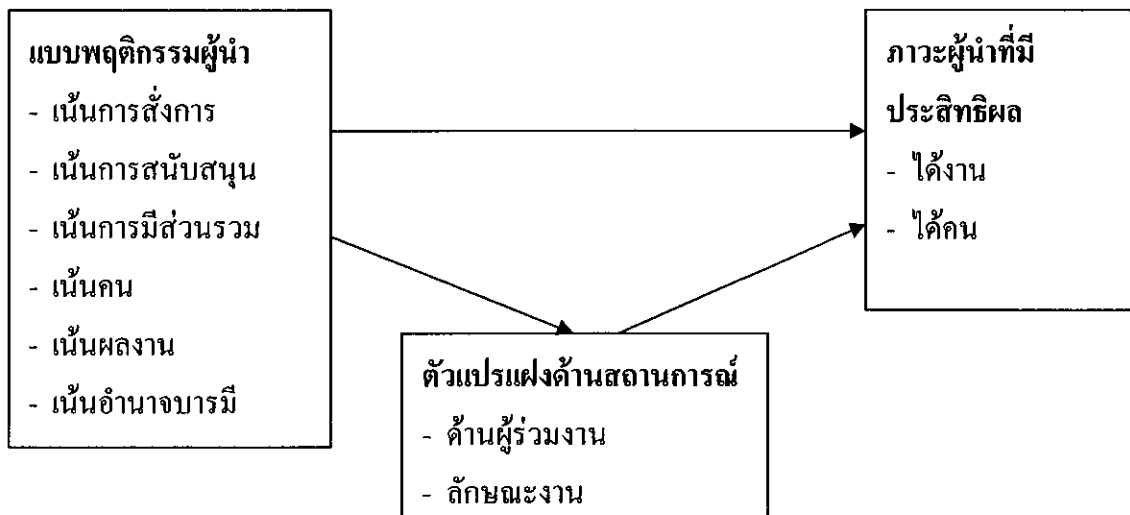 แบบพฤติกรรมผู้นำ
- เน้นการสั่งการ
- เน้นการสนับสนุน
- เน้นการมีส่วนรวม
- เน้นคน
- เน้นผลงาน
- เน้นอำนาจบารมี
ภาวะผู้นำที่มี
ประสิทธิผล
- ได้งาน
- ได้คน
ตัวแปรแฝงด้านสถานการณ์
- ด้านผู้ร่วมงาน
- ลักษณะงาน